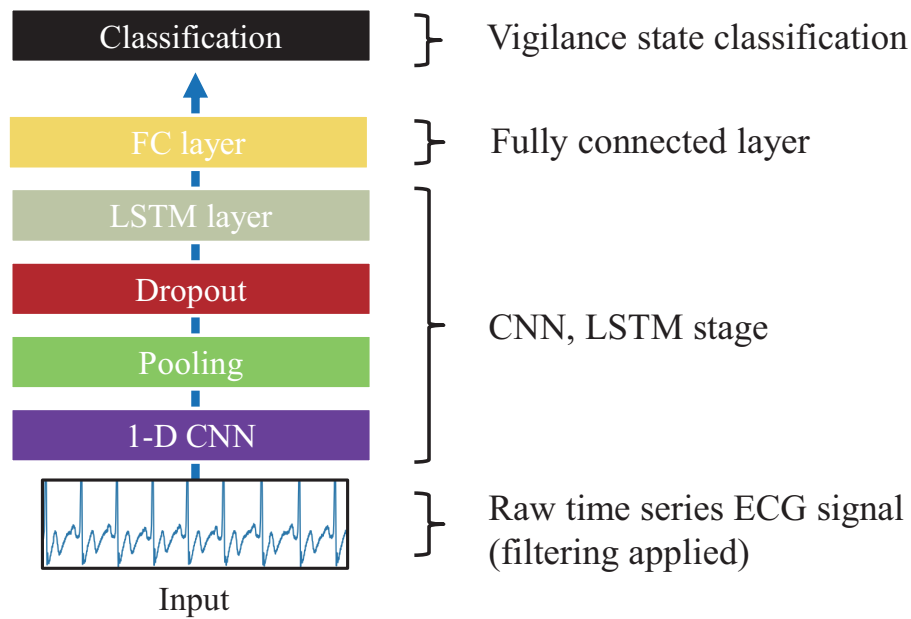 Classification
Vigilance state classification
FC layer
Fully connected layer
LSTM layer
Dropout
CNN, LSTM stage
Pooling
1-D CNN
Raw time series ECG signal
(filtering applied)
Input